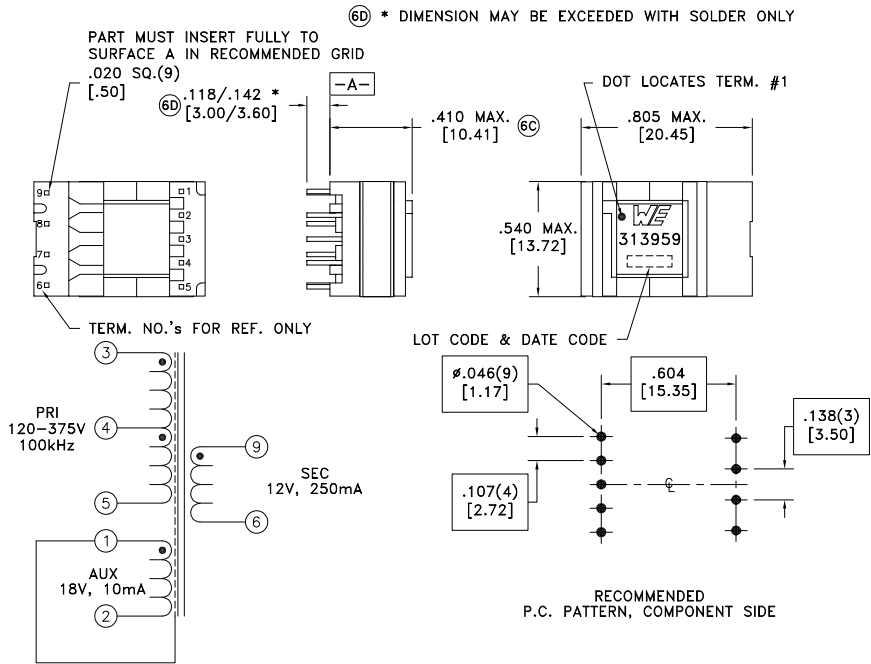 6D * DIMENSION MAY BE EXCEEDED WITH SOLDER ONLY
PART MUST INSERT FULLY TO
SURFACE A IN RECOMMENDED GRID
.020 SQ.(9)
[.50]
6D .118/.142 *
[3.00/3.60]
-A-
.410 MAX. 6C
[10.41]
DOT LOCATES TERM. #1
.805 MAX.
[20.45]
9
8
7
6
1
2
3
4
5
.540 MAX.
[13.72]
WE
313959
TERM. NO.'s FOR REF. ONLY
LOT CODE & DATE CODE
3
PRI
120-375V
100kHz
4
5
9
SEC
12V, 250mA
6
1
AUX
18V, 10mA
2
ø.046(9)
[1.17]
.604
[15.35]
.138(3)
[3.50]
.107(4)
[2.72]
℄
RECOMMENDED
P.C. PATTERN, COMPONENT SIDE